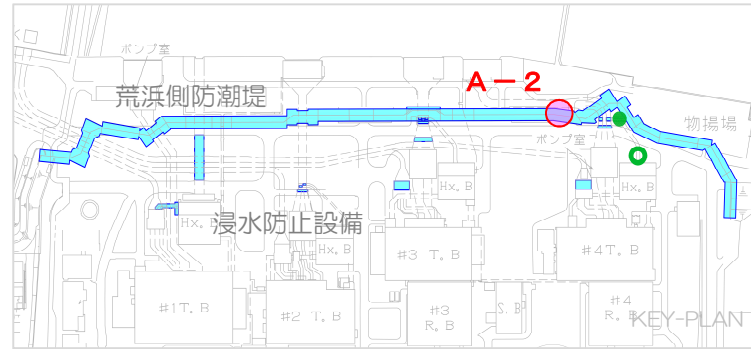 ポンプ室
A－2
荒浜側防潮堤
物揚場
ポンプ室
Hx. B
Hx. B
Hx. B
浸水防止設備
Hx. B
#3 T. B
#4T. B
#1T. B
#2 T. B
#3
R. B
S. B
#4
R. B
KEY-PLAN